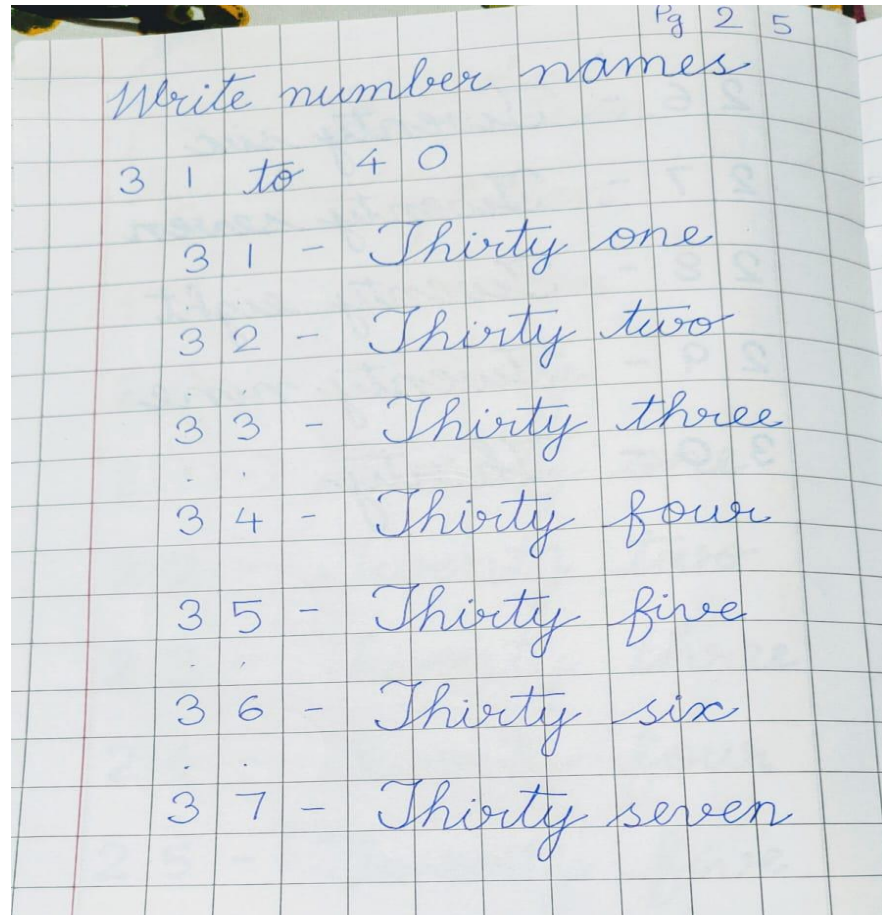 Pg 25
Write number names
31 to 40
31 - Thirty one
32 - Thirty two
33 - Thirty three
34 - Thirty four
35 - Thirty five
36 - Thirty six
37 - Thirty seven